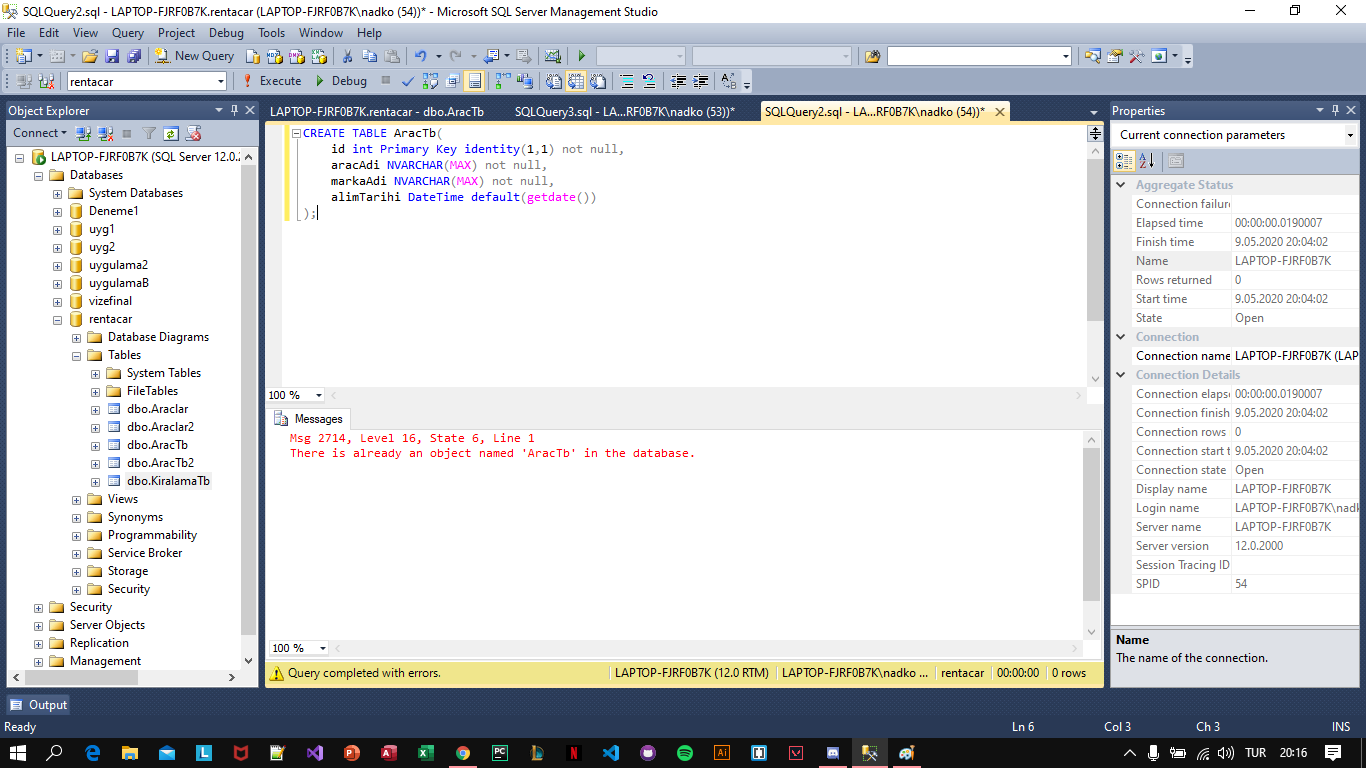 SQLQuery2.sql - LAPTOP-FJRF0B7K.rentacar (LAPTOP-FJRF0B7K\nadko (54))* - Microsoft SQL Server Management Studio
File Edit View Query Project Debug Tools Window Help
New Query
rentacar Execute Debug
Object Explorer
Connect
LAPTOP-FJRF0B7K (SQL Server 12.0.2
Databases
System Databases
Deneme1
uyg1
uyg2
uygulama2
uygulamaB
vizefinal
rentacar
Database Diagrams
Tables
System Tables
FileTables
dbo.Araclar
dbo.Araclar2
dbo.AracTb
dbo.AracTb2
dbo.KiralamaTb
Views
Synonyms
Programmability
Service Broker
Storage
Security
Security
Server Objects
Replication
Management
LAPTOP-FJRF0B7K.rentacar - dbo.AracTb SQLQuery3.sql - LA...RF0B7K\nadko (53))* SQLQuery2.sql - LA...RF0B7K\nadko (54))*
CREATE TABLE AracTb(
id int Primary Key identity(1,1) not null,
aracAdi NVARCHAR(MAX) not null,
markaAdi NVARCHAR(MAX) not null,
alimTarihi DateTime default(getdate())
);
100 %
Messages
Msg 2714, Level 16, State 6, Line 1
There is already an object named 'AracTb' in the database.
100 %
Query completed with errors. LAPTOP-FJRF0B7K (12.0 RTM) LAPTOP-FJRF0B7K\nadko ... rentacar 00:00:00 0 rows
Properties
Current connection parameters
Aggregate Status
Connection failure
Elapsed time 00:00:00.0190007
Finish time 9.05.2020 20:04:02
Name LAPTOP-FJRF0B7K
Rows returned 0
Start time 9.05.2020 20:04:02
State Open
Connection
Connection name LAPTOP-FJRF0B7K (LAP
Connection Details
Connection elapse 00:00:00.0190007
Connection finish 9.05.2020 20:04:02
Connection rows 0
Connection start t 9.05.2020 20:04:02
Connection state Open
Display name LAPTOP-FJRF0B7K
Login name LAPTOP-FJRF0B7K\nadk
Server name LAPTOP-FJRF0B7K
Server version 12.0.2000
Session Tracing ID
SPID 54
Name
The name of the connection.
Output
Ready Ln 6 Col 3 Ch 3 INS
TUR 20:16